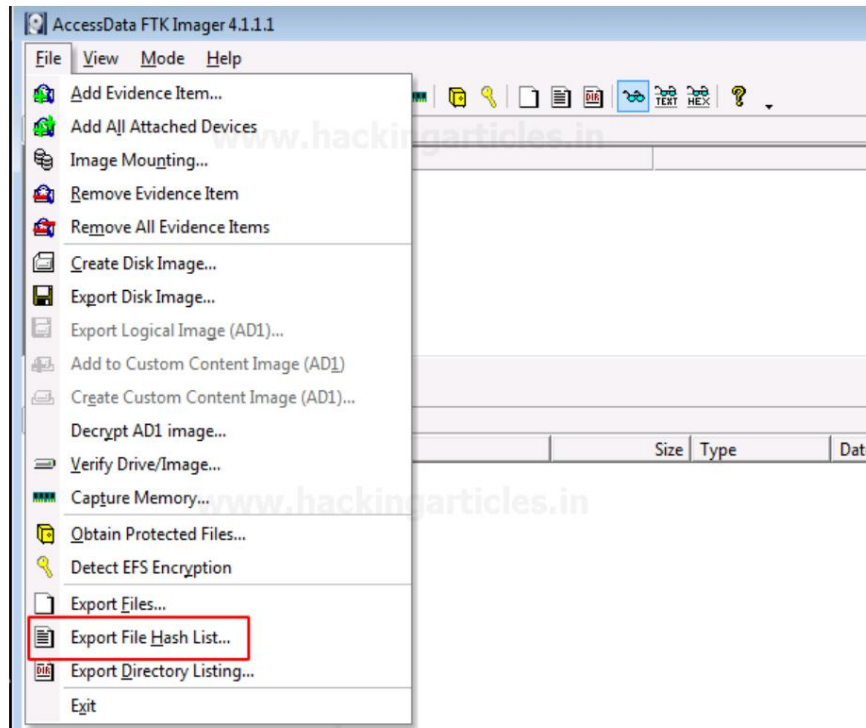 AccessData FTK Imager 4.1.1.1
File View Mode Help
TEXT HEX
Add Evidence Item...
Add All Attached Devices
www.hackingarticles.in
Image Mounting...
Remove Evidence Item
Remove All Evidence Items
Create Disk Image...
Export Disk Image...
Export Logical Image (AD1)...
Add to Custom Content Image (AD1)
Create Custom Content Image (AD1)...
Decrypt AD1 image...
Size Type Dat
Verify Drive/Image...
Capture Memory...
www.hackingarticles.in
Obtain Protected Files...
Detect EFS Encryption
Export Files...
Export File Hash List...
DIR Export Directory Listing...
Exit